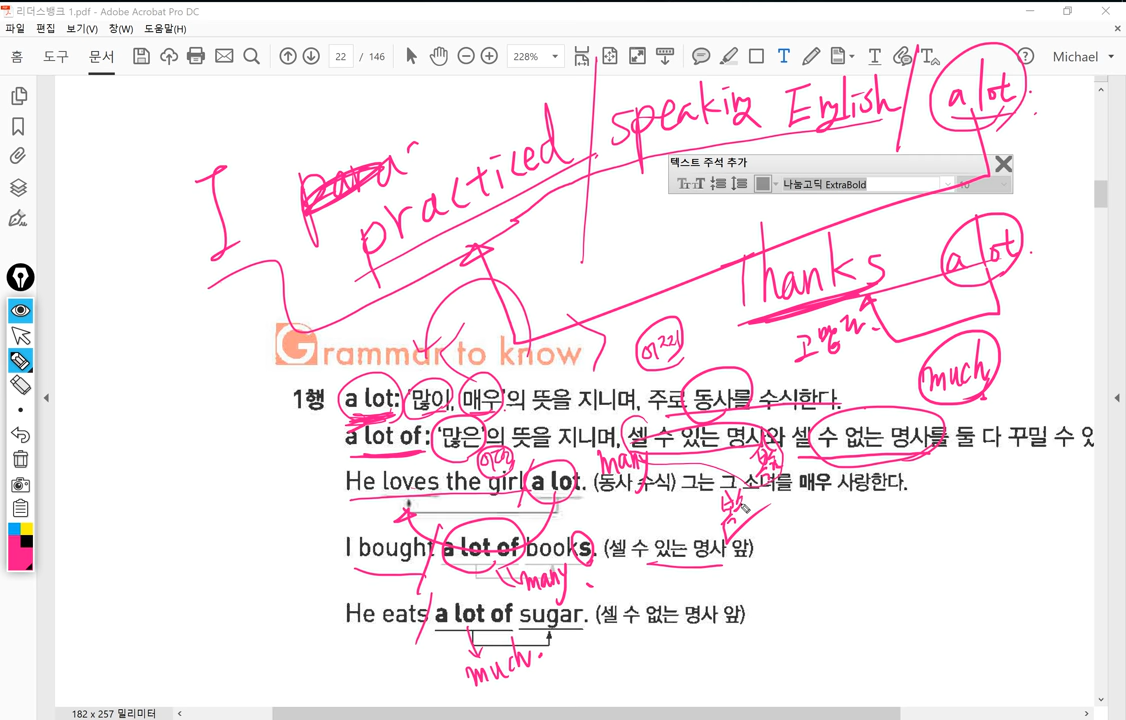 리더스뱅크 1.pdf - Adobe Acrobat Pro DC
파일 편집 보기(V) 창(W) 도움말(H)
홈 도구 문서 22 / 146 228% Michael
I practiced / speaking English / a lot.
텍스트 주석 추가
나눔고딕 ExtraBold 10
Thanks a lot.
much
Grammar to know
1행 a lot: '많이, 매우'의 뜻을 지니며, 주로 동사를 수식한다.
a lot of: '많은'의 뜻을 지니며, 셀 수 있는 명사와 셀 수 없는 명사를 둘 다 꾸밀 수 있
many
He loves the girl / a lot. (동사 수식) 그는 그 소녀를 매우 사랑한다.
I bought / a lot of books. (셀 수 있는 명사 앞)
many.
He eats / a lot of sugar. (셀 수 없는 명사 앞)
much.
182 x 257 밀리미터